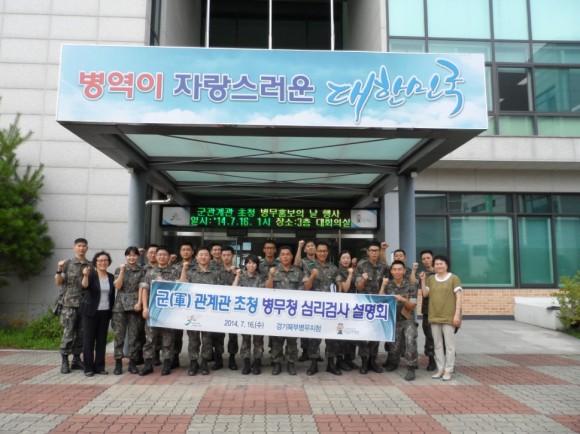 병역이 자랑스러운 대한민국
군관계관 초청 병무홍보의 날 행사
일시:'14.7.16. 1시 장소:3층 대회의실
군(軍) 관계관 초청 병무청 심리검사 설명회
2014. 7. 16.(수) 경기북부병무지청